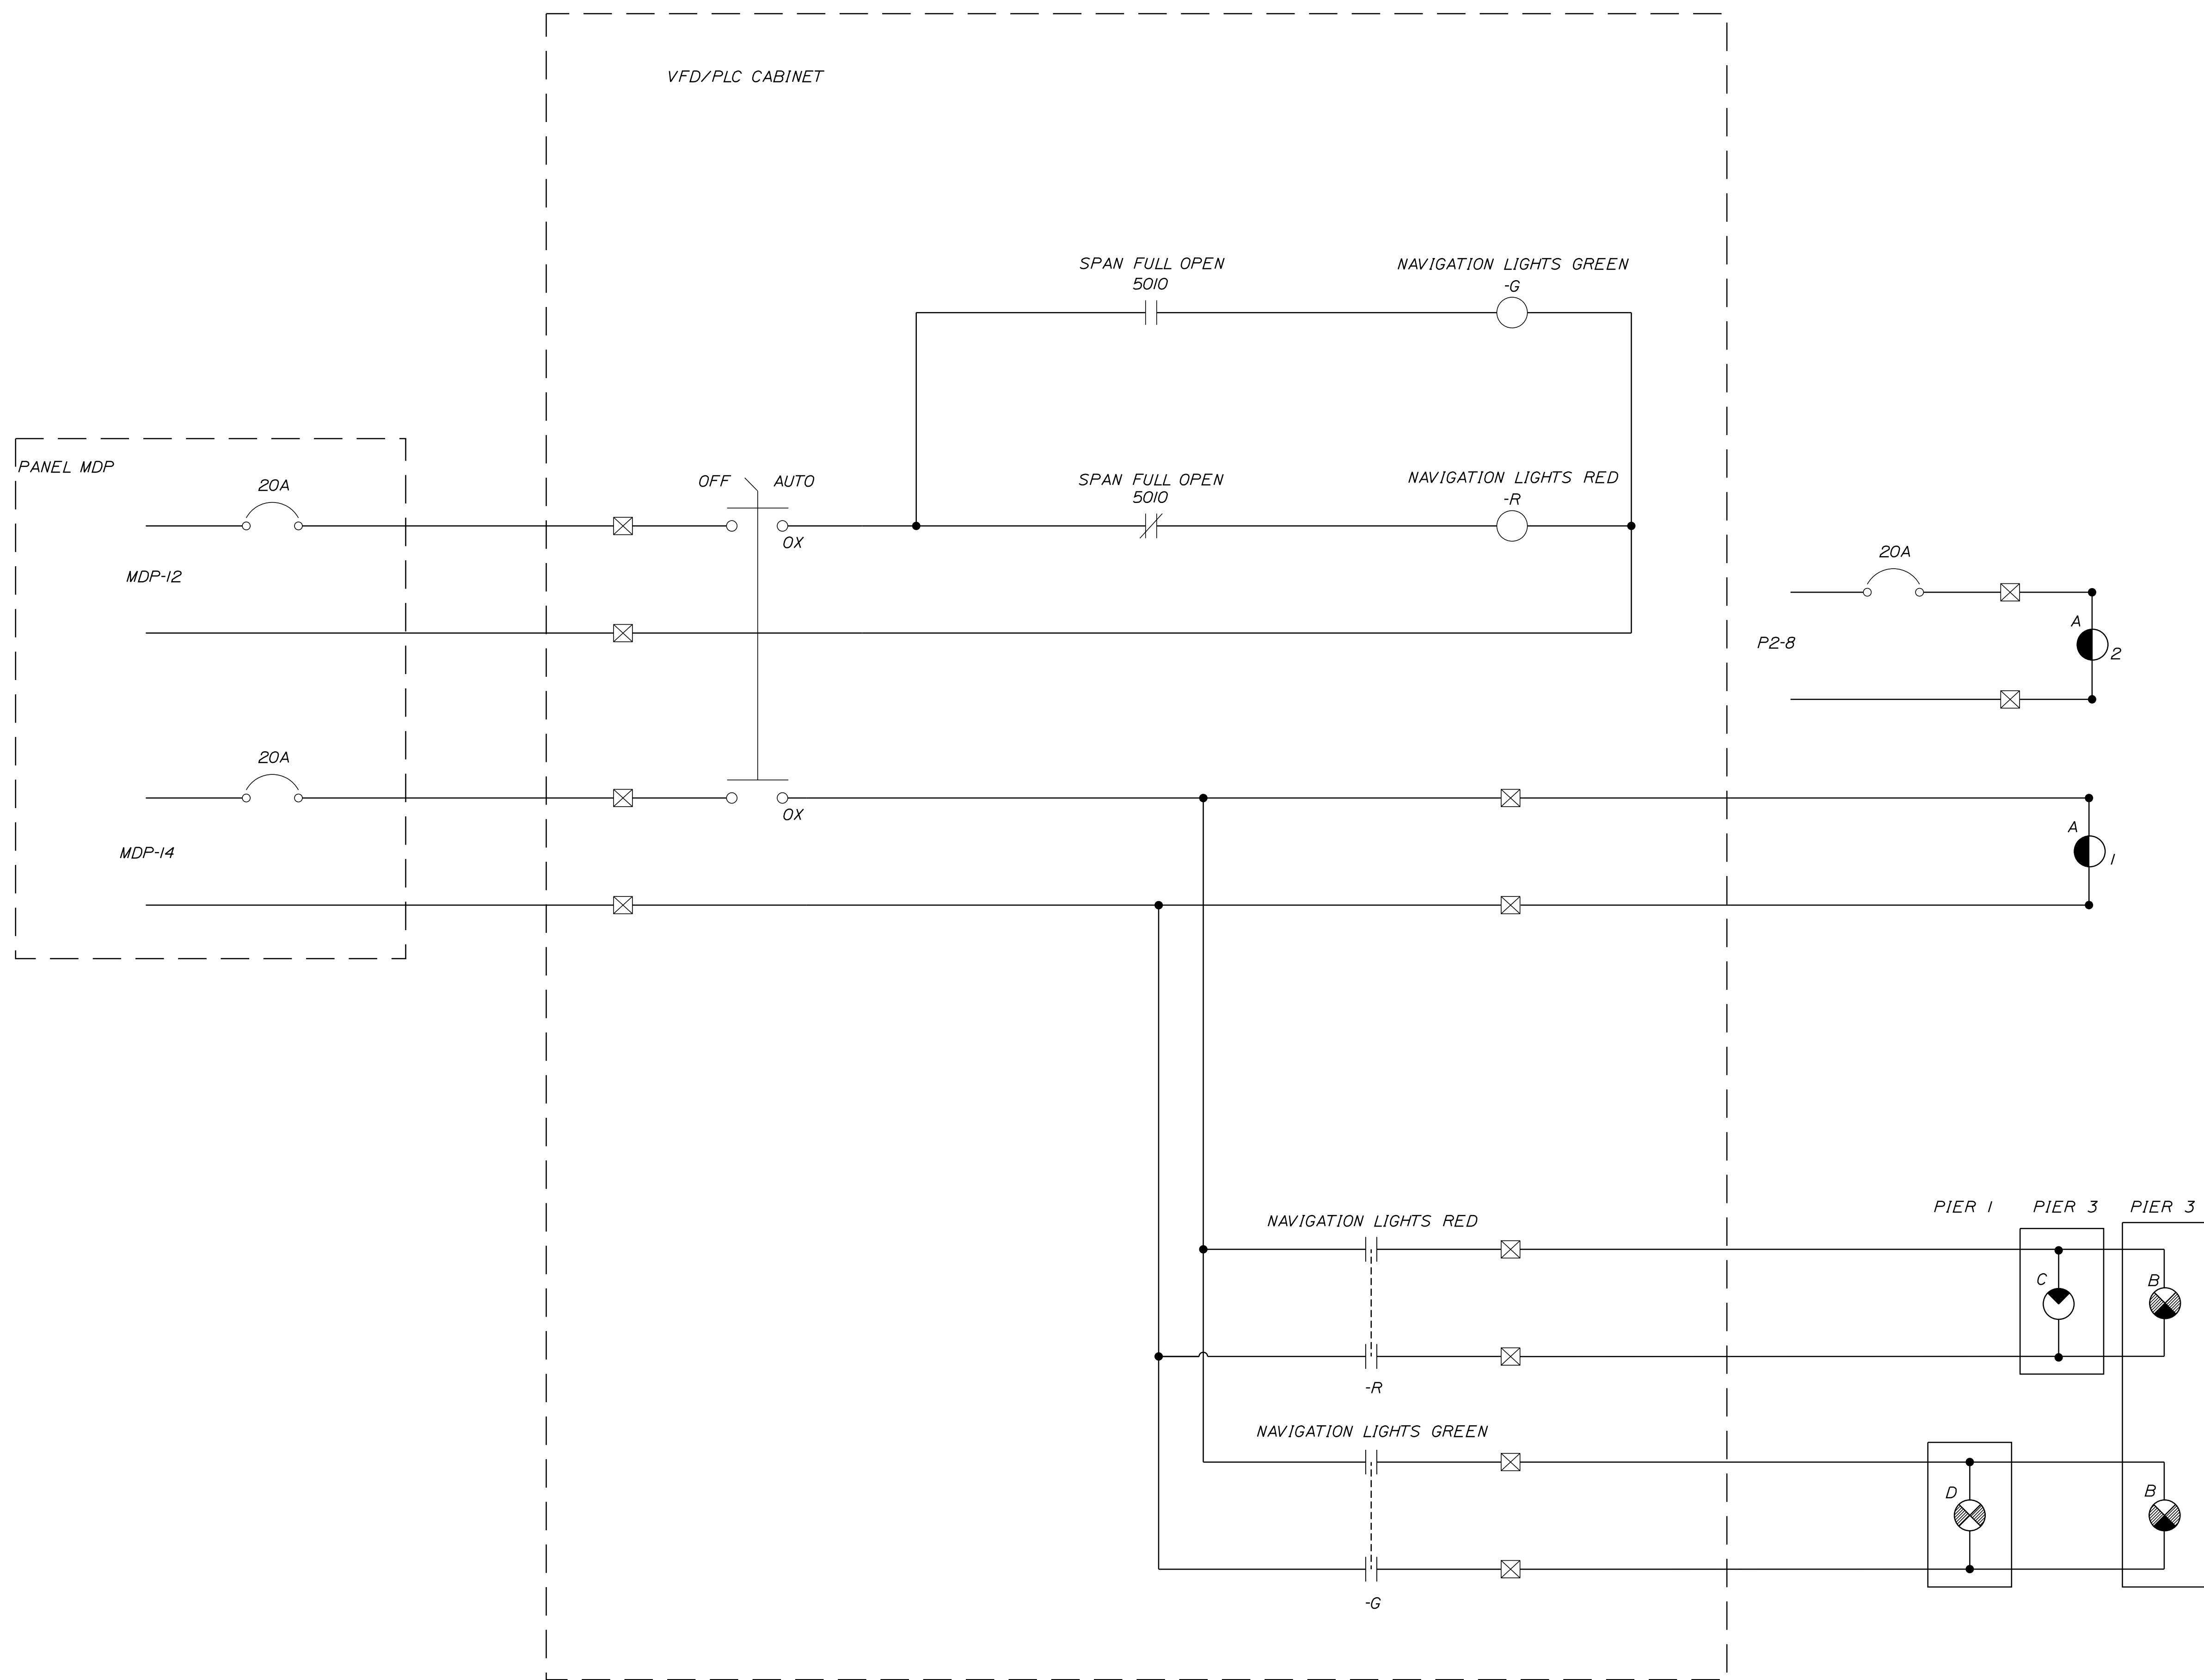 VFD/PLC CABINET
SPAN FULL OPEN
5010
NAVIGATION LIGHTS GREEN
-G
PANEL MDP
20A
OFF AUTO
OX
SPAN FULL OPEN
5010
NAVIGATION LIGHTS RED
-R
MDP-12
20A
P2-8
A
2
20A
OX
MDP-14
A
1
PIER 1 PIER 3 PIER 3
NAVIGATION LIGHTS RED
C
B
-R
NAVIGATION LIGHTS GREEN
D
B
-G